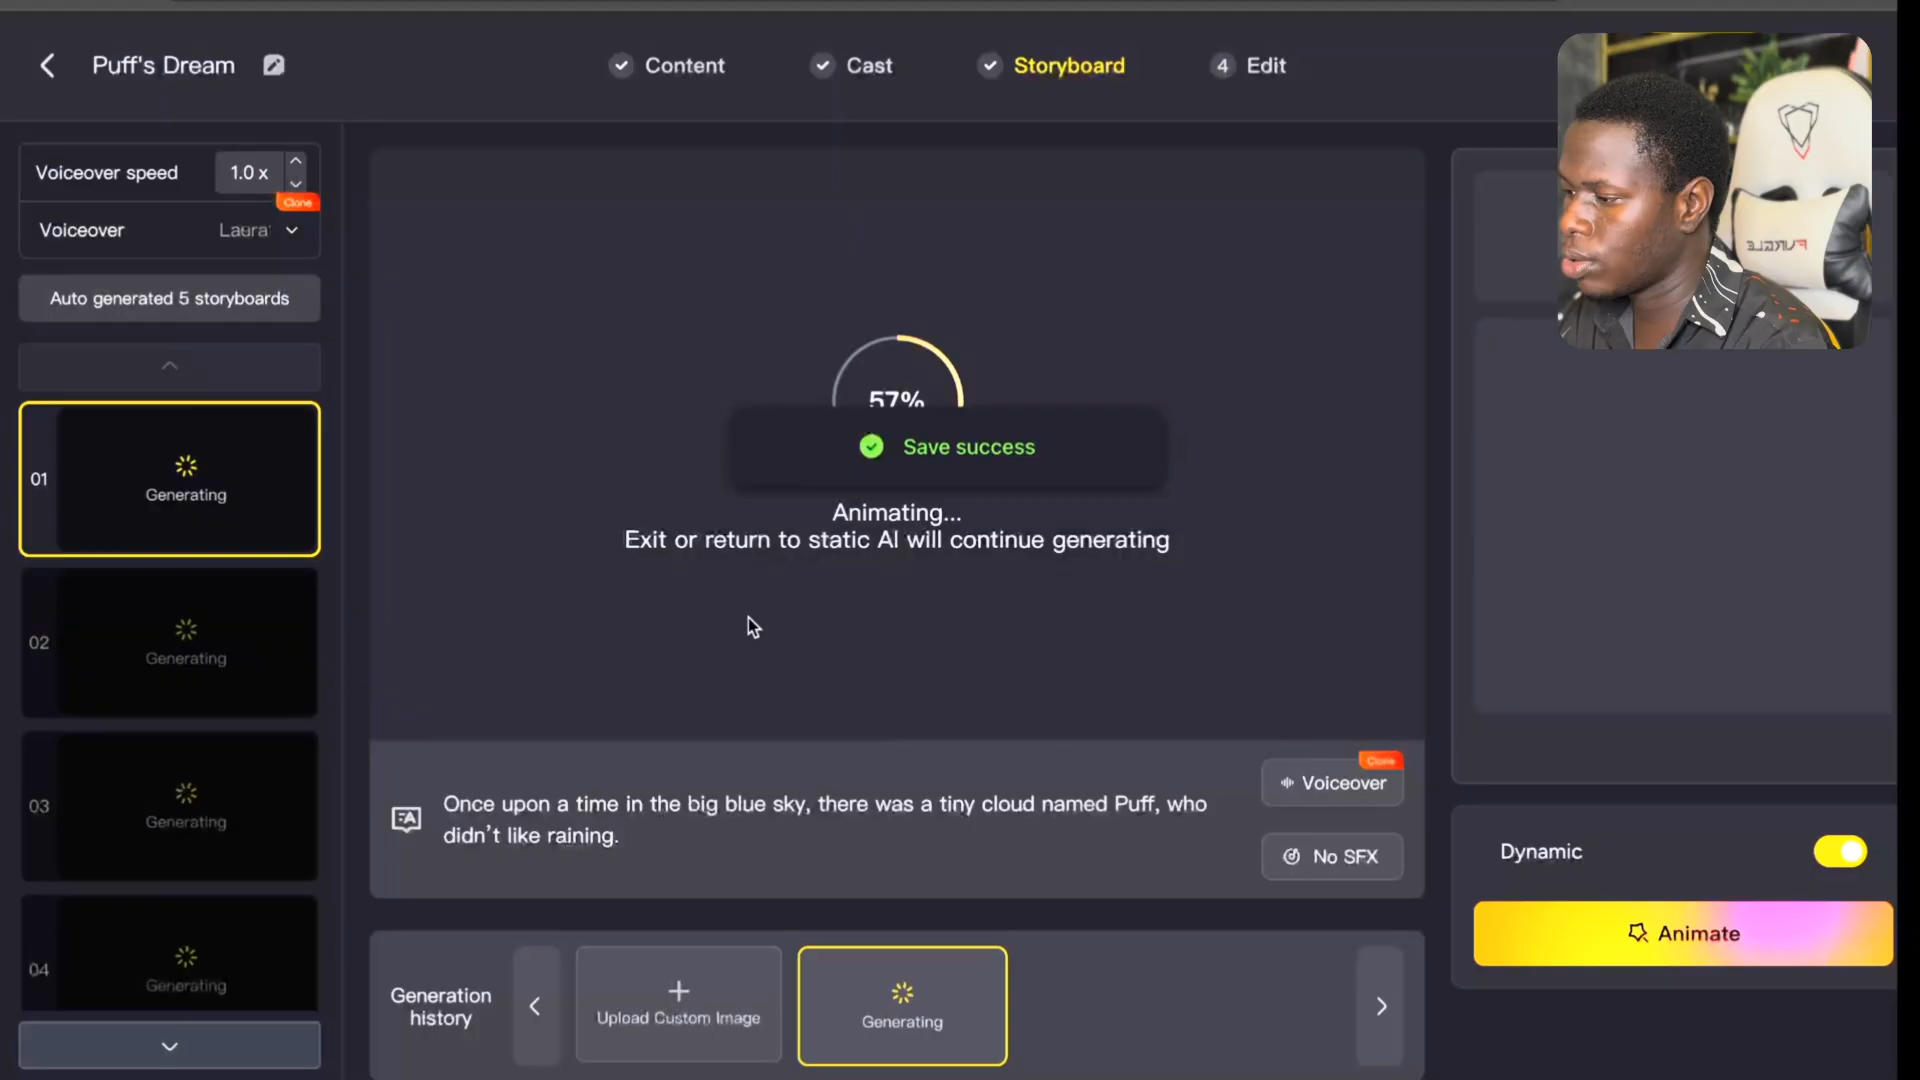 Puff's Dream
Content
Cast
Storyboard
4 Edit
Voiceover speed
1.0 x
Clone
Voiceover
Laura
Auto generated 5 storyboards
01
Generating
02
Generating
03
Generating
04
Generating
57%
Save success
Animating...
Exit or return to static AI will continue generating
Once upon a time in the big blue sky, there was a tiny cloud named Puff, who
didn't like raining.
Clone
Voiceover
No SFX
Generation
history
Upload Custom Image
Generating
Dynamic
Animate